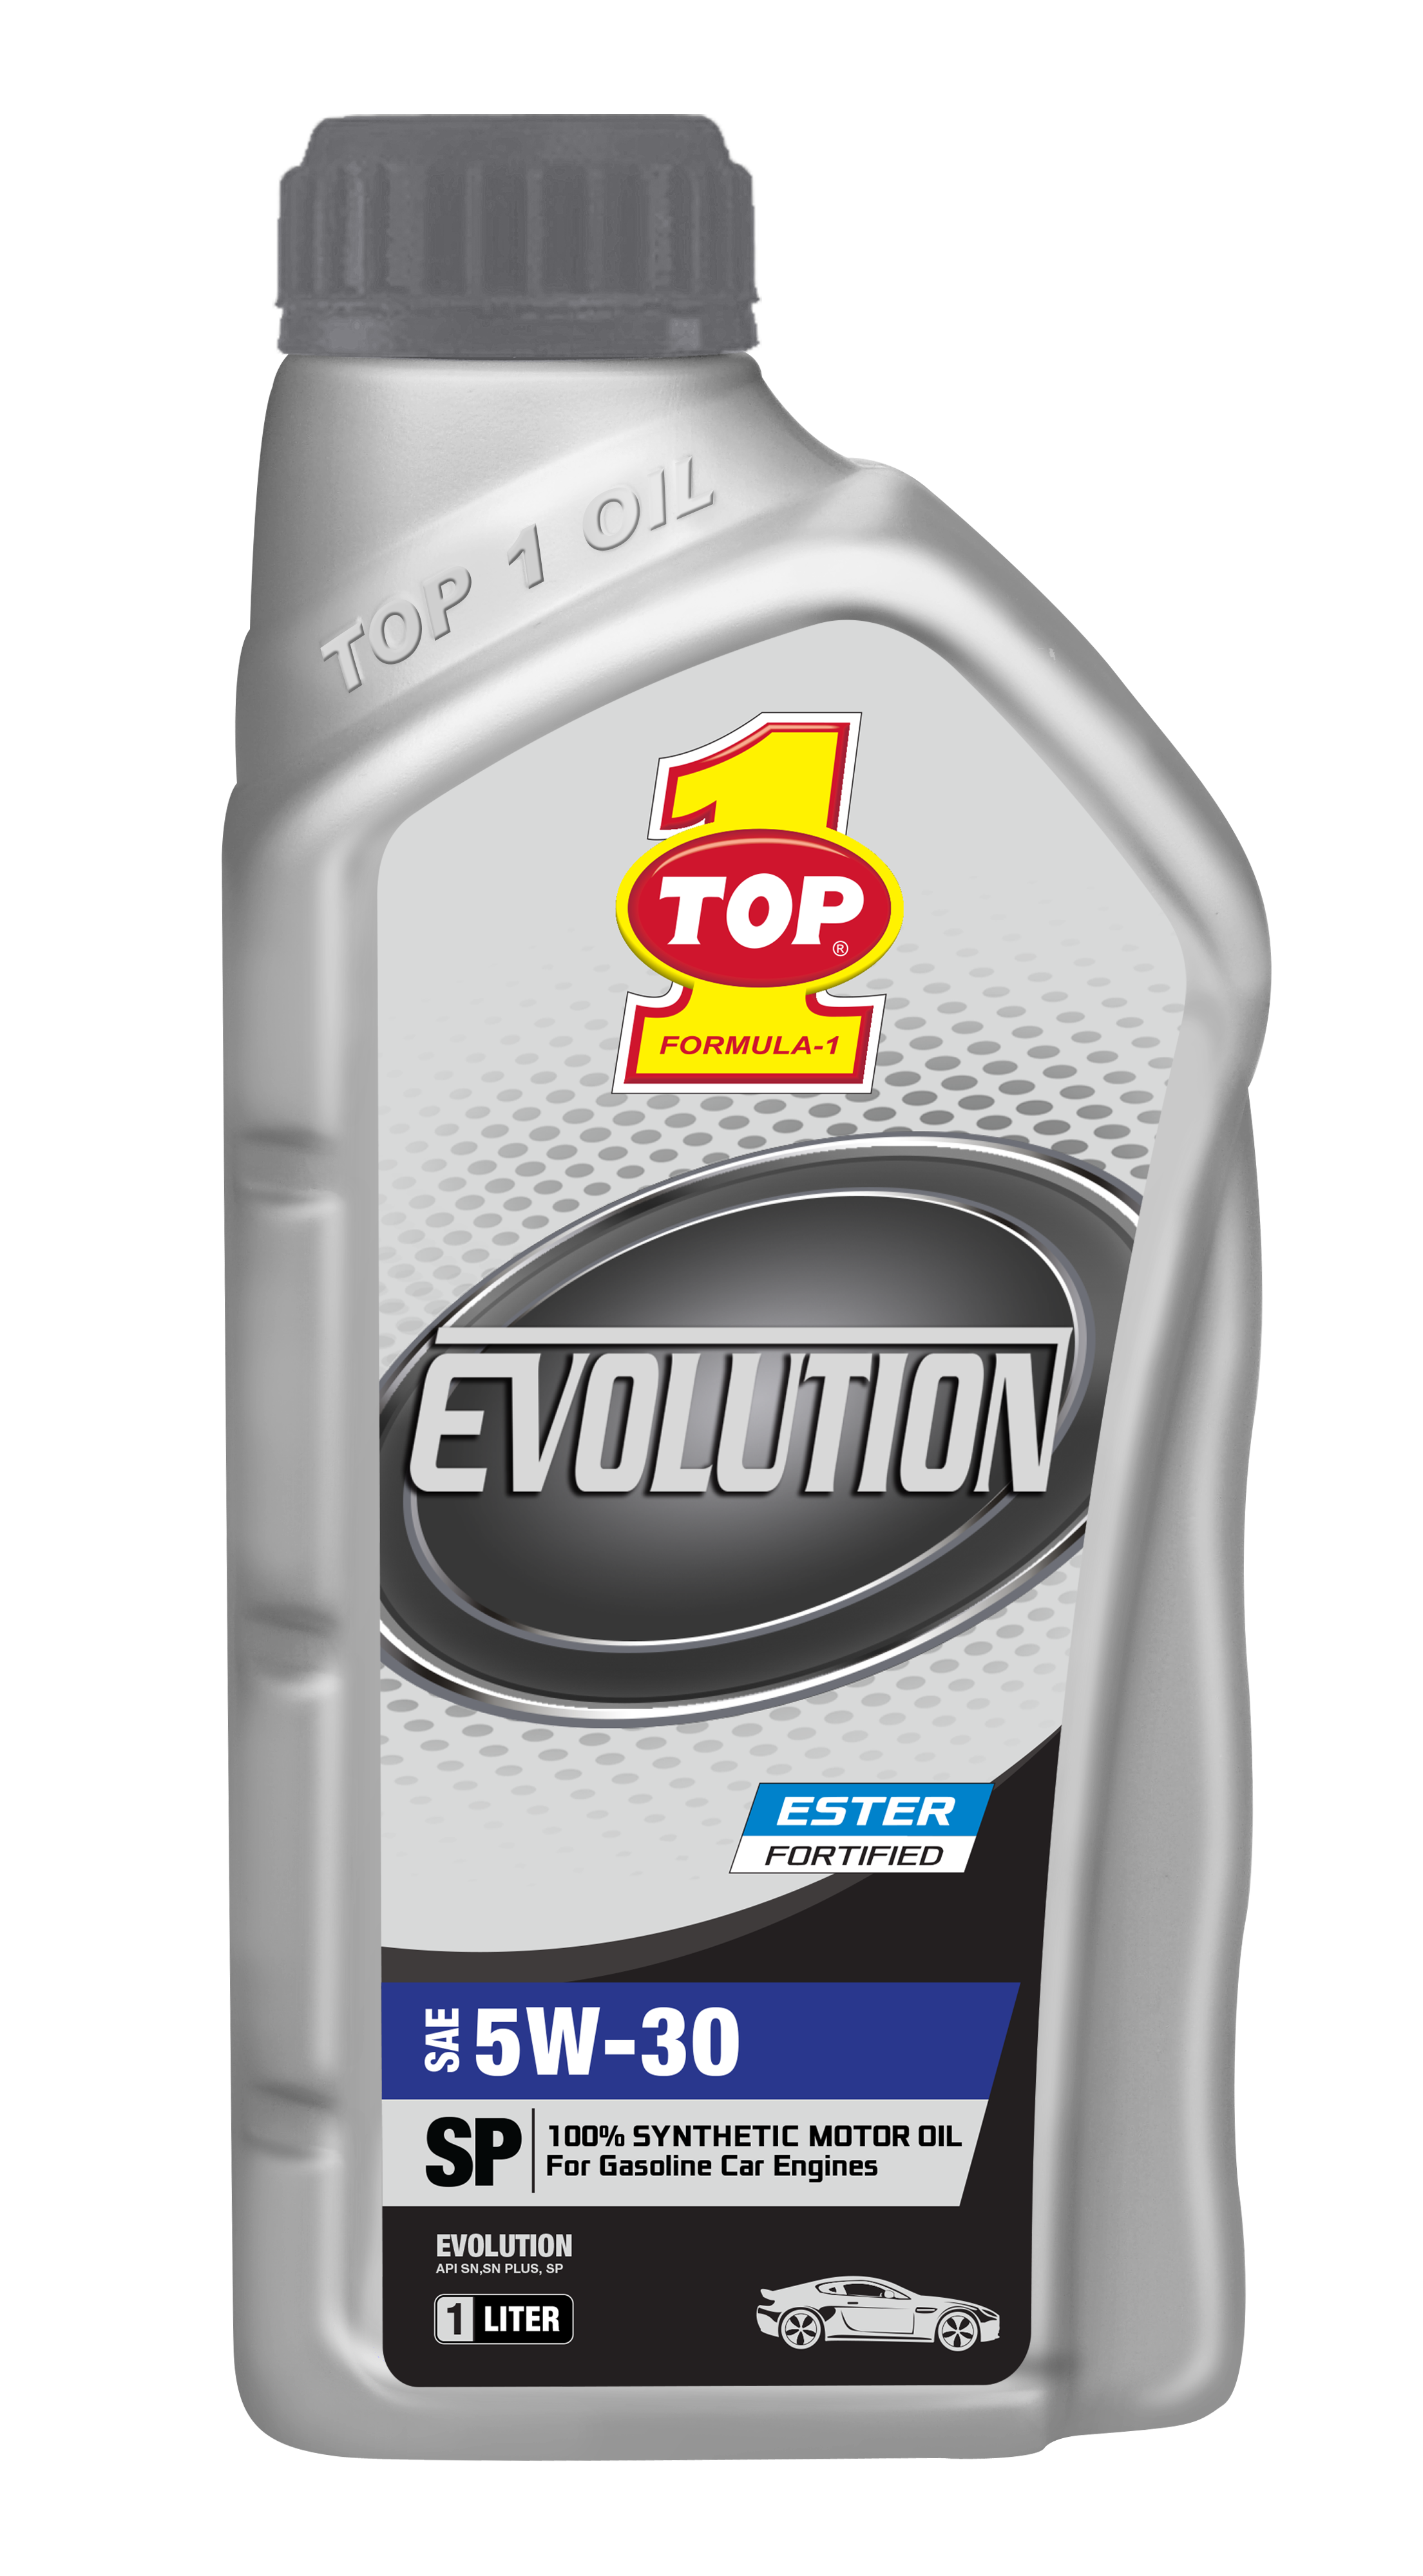 TOP 1 OIL
1
TOP®
FORMULA-1
EVOLUTION
ESTER
FORTIFIED
SAE 5W-30
SP
100% SYNTHETIC MOTOR OIL
For Gasoline Car Engines
EVOLUTION
API SN,SN PLUS, SP
1 LITER